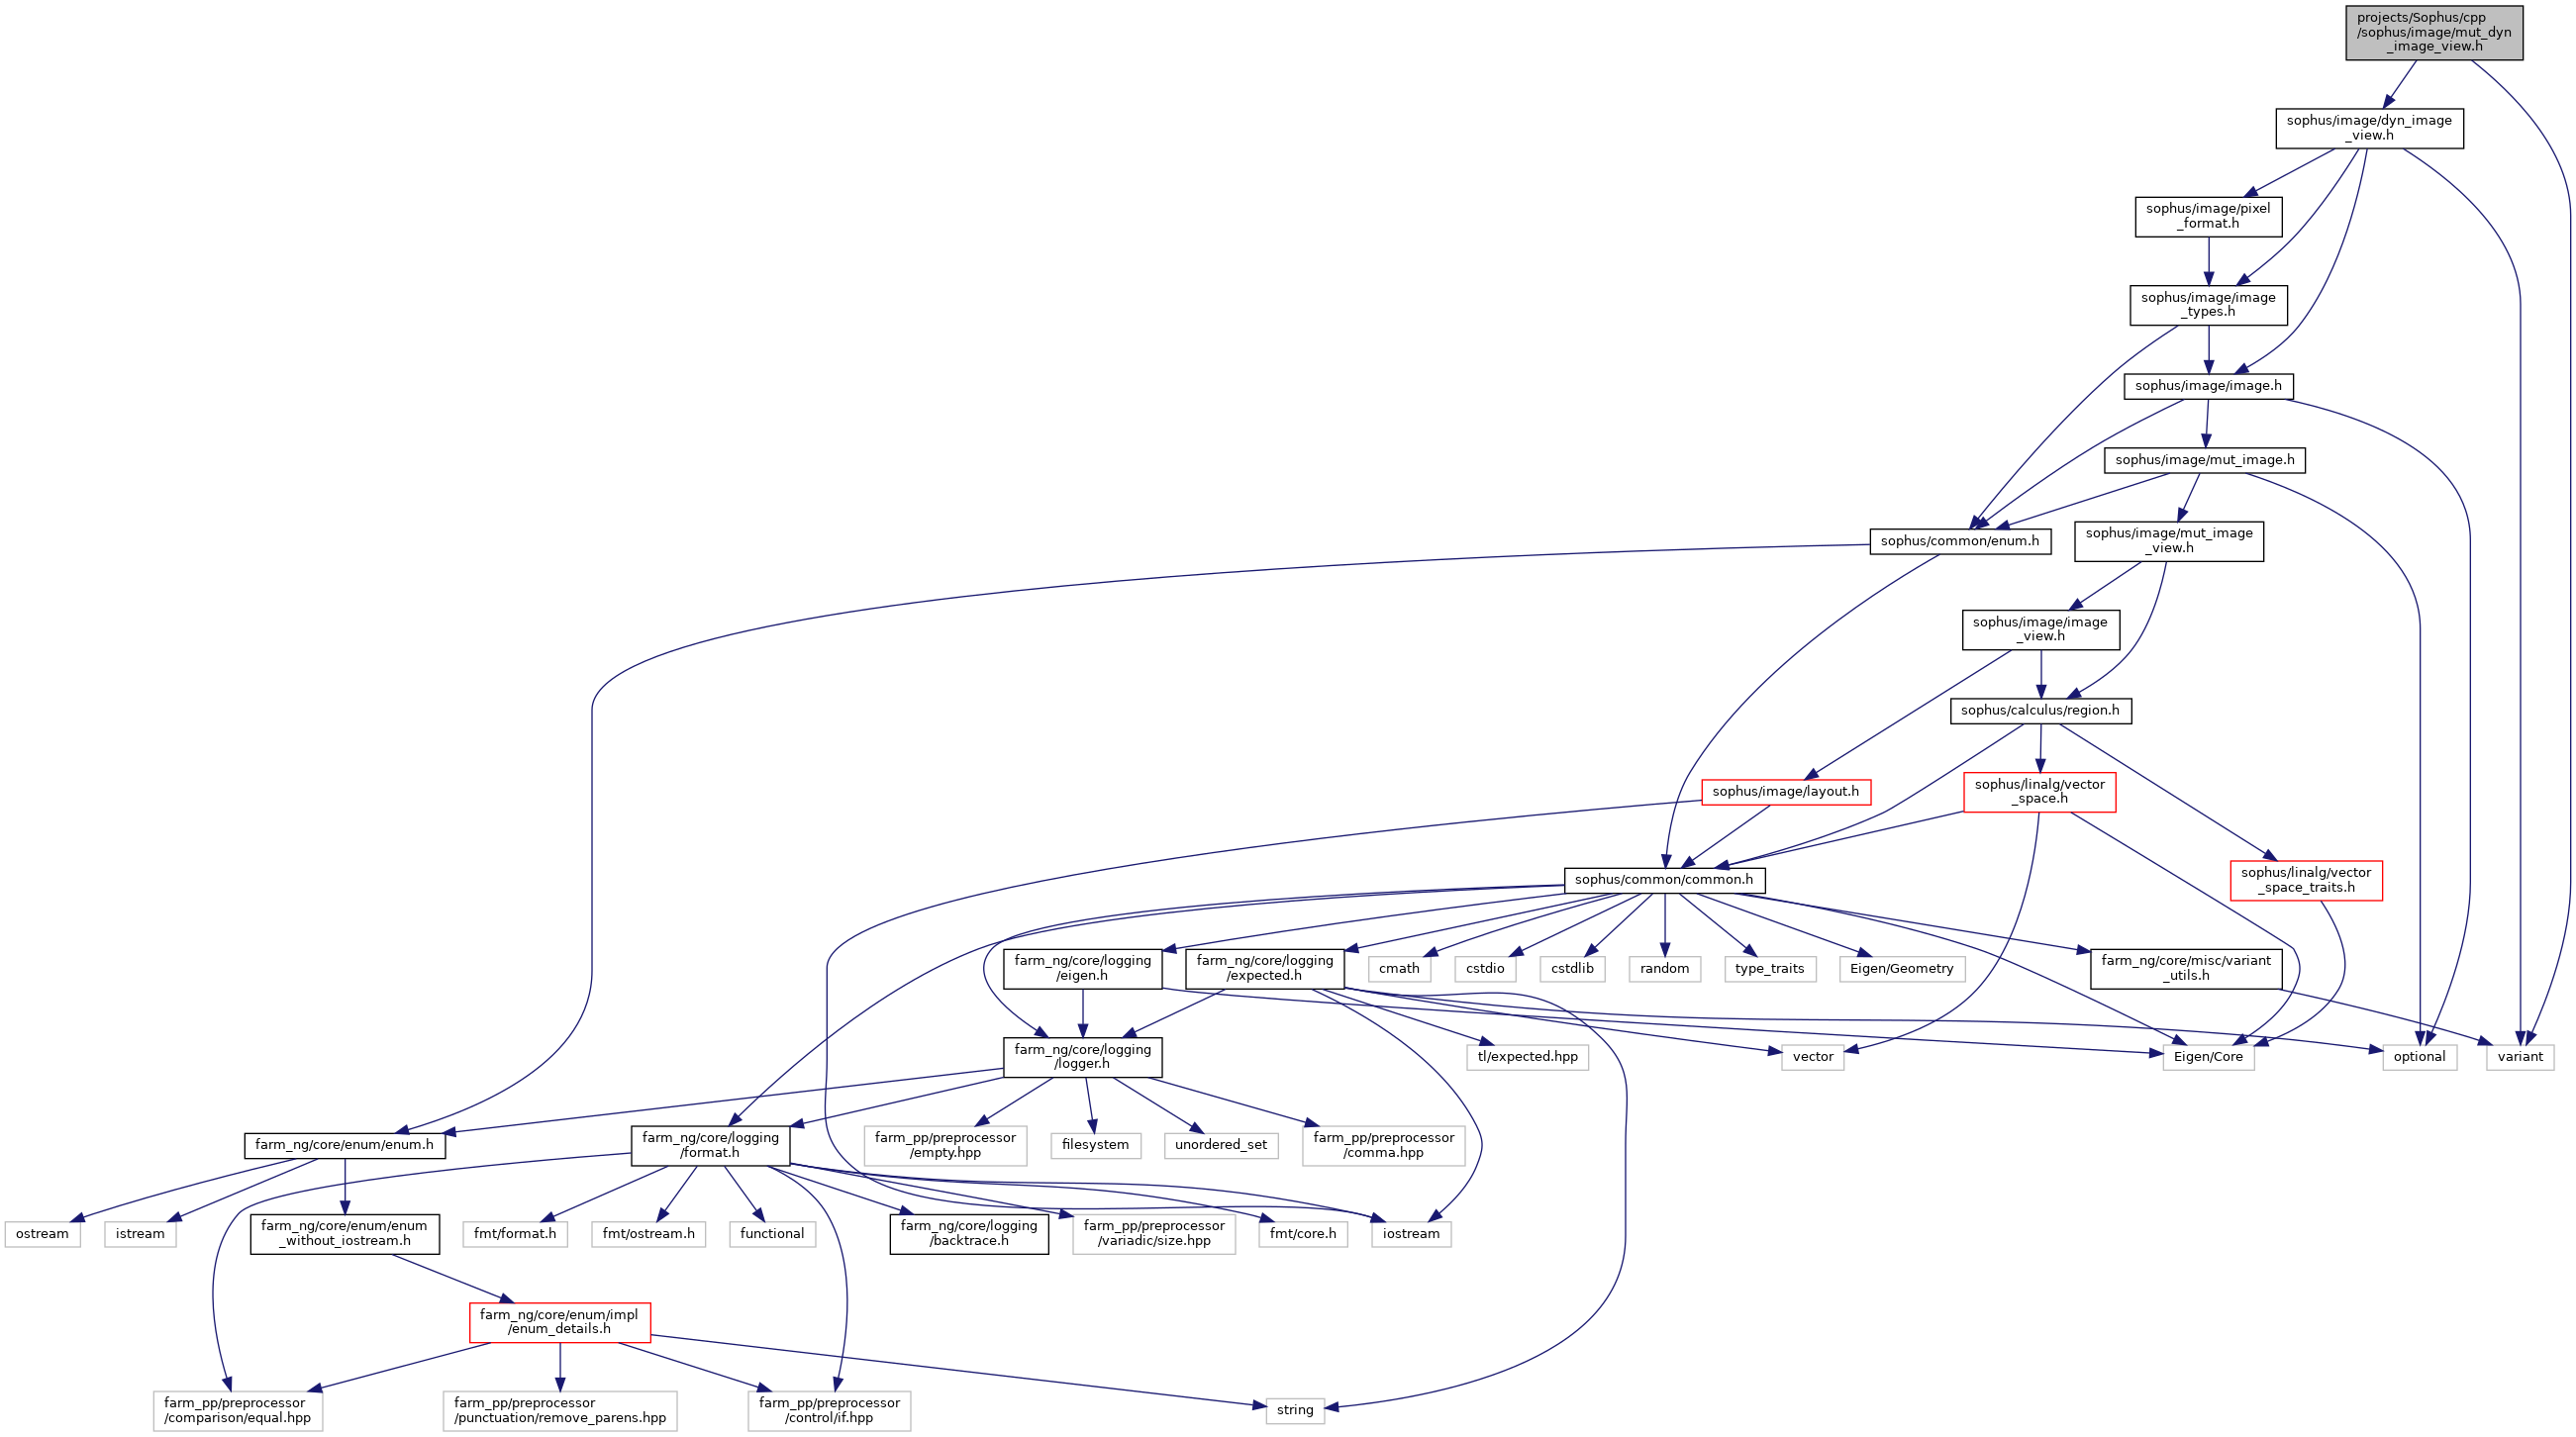 projects/Sophus/cpp
/sophus/image/mut_dyn
_image_view.h
sophus/image/dyn_image
_view.h
sophus/image/pixel
_format.h
sophus/image/image
_types.h
sophus/image/image.h
sophus/image/mut_image.h
sophus/common/enum.h
sophus/image/mut_image
_view.h
sophus/image/image
_view.h
sophus/calculus/region.h
sophus/image/layout.h
sophus/linalg/vector
_space.h
sophus/common/common.h
sophus/linalg/vector
_space_traits.h
farm_ng/core/logging
/eigen.h
farm_ng/core/logging
/expected.h
cmath
cstdio
cstdlib
random
type_traits
Eigen/Geometry
farm_ng/core/misc/variant
_utils.h
farm_ng/core/logging
/logger.h
tl/expected.hpp
vector
Eigen/Core
optional
variant
farm_ng/core/enum/enum.h
farm_ng/core/logging
/format.h
farm_pp/preprocessor
/empty.hpp
filesystem
unordered_set
farm_pp/preprocessor
/comma.hpp
ostream
istream
farm_ng/core/enum/enum
_without_iostream.h
fmt/format.h
fmt/ostream.h
functional
farm_ng/core/logging
/backtrace.h
farm_pp/preprocessor
/variadic/size.hpp
fmt/core.h
iostream
farm_ng/core/enum/impl
/enum_details.h
farm_pp/preprocessor
/comparison/equal.hpp
farm_pp/preprocessor
/punctuation/remove_parens.hpp
farm_pp/preprocessor
/control/if.hpp
string